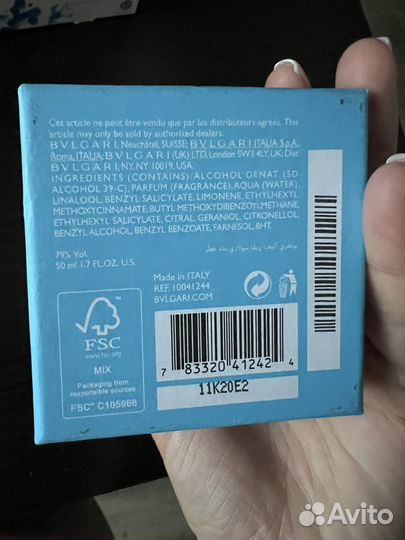 Cet article ne peut être vendu que par les distributeurs agréés. This
article may only be sold by authorized dealers.
BVLGARI, Neuchâtel, SUISSE; BVLGARI ITALIA S.p.A.
Roma, ITALIA, BVLGARI (UK) LTD, London SW3 4LY, UK; Dist
BVLGARI, NY, NY 10019, USA.
INGREDIENTS (CONTAINS): ALCOHOL DENAT. (SD
ALCOHOL 39-C), PARFUM (FRAGRANCE), AQUA (WATER),
LINALOOL, BENZYL SALICYLATE, LIMONENE, ETHYLHEXYL
METHOXYCINNAMATE, BUTYL METHOXYDIBENZOYLMETHANE,
ETHYLHEXYL SALICYLATE, CITRAL, GERANIOL, CITRONELLOL
BENZYL ALCOHOL, BENZYL BENZOATE, FARNESOL, BHT.
79% Vol.
50 ml. 1.7 FL.OZ. U.S.
Made in ITALY
REF 10041244
BVLGARI.COM
FSC
www.fsc.org
MIX
Packaging from
responsible sources
FSC™ C105966
7 83320 41242 4
11K20E2
Avito